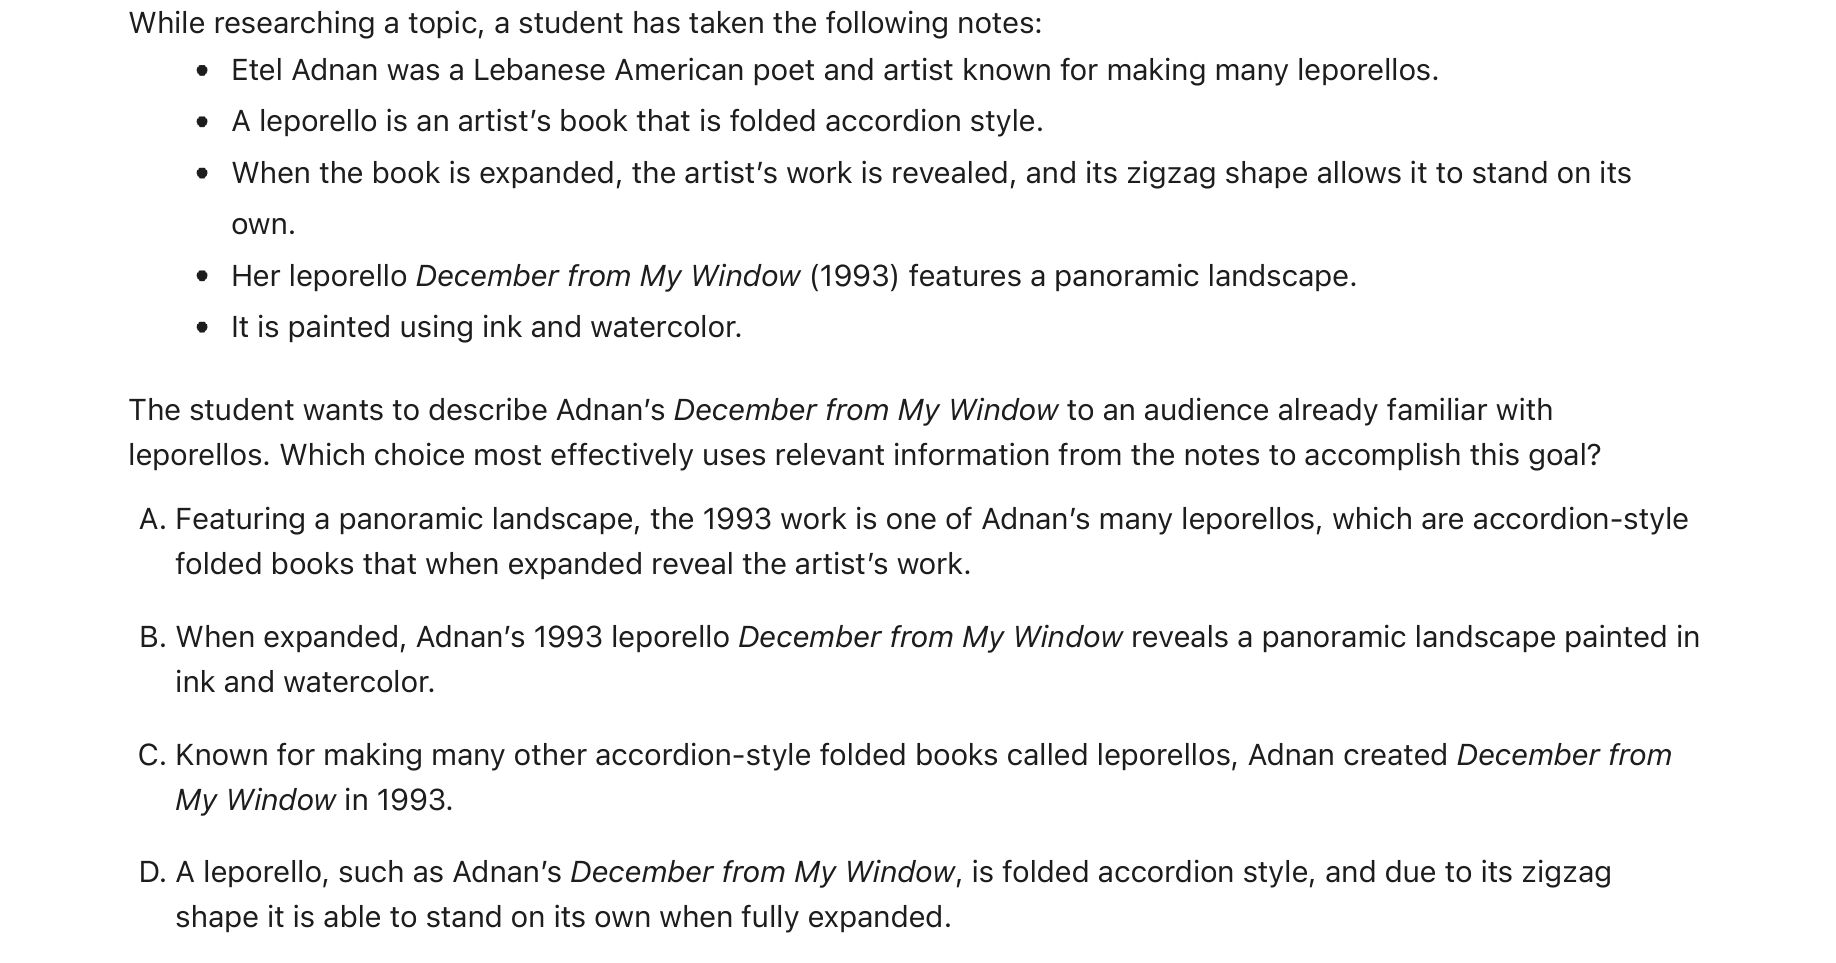 While researching a topic, a student has taken the following notes:
• Etel Adnan was a Lebanese American poet and artist known for making many leporellos.
• A leporello is an artist’s book that is folded accordion style.
• When the book is expanded, the artist’s work is revealed, and its zigzag shape allows it to stand on its
own.
• Her leporello December from My Window (1993) features a panoramic landscape.
• It is painted using ink and watercolor.
The student wants to describe Adnan’s December from My Window to an audience already familiar with
leporellos. Which choice most effectively uses relevant information from the notes to accomplish this goal?
A. Featuring a panoramic landscape, the 1993 work is one of Adnan’s many leporellos, which are accordion-style
folded books that when expanded reveal the artist’s work.
B. When expanded, Adnan’s 1993 leporello December from My Window reveals a panoramic landscape painted in
ink and watercolor.
C. Known for making many other accordion-style folded books called leporellos, Adnan created December from
My Window in 1993.
D. A leporello, such as Adnan’s December from My Window, is folded accordion style, and due to its zigzag
shape it is able to stand on its own when fully expanded.